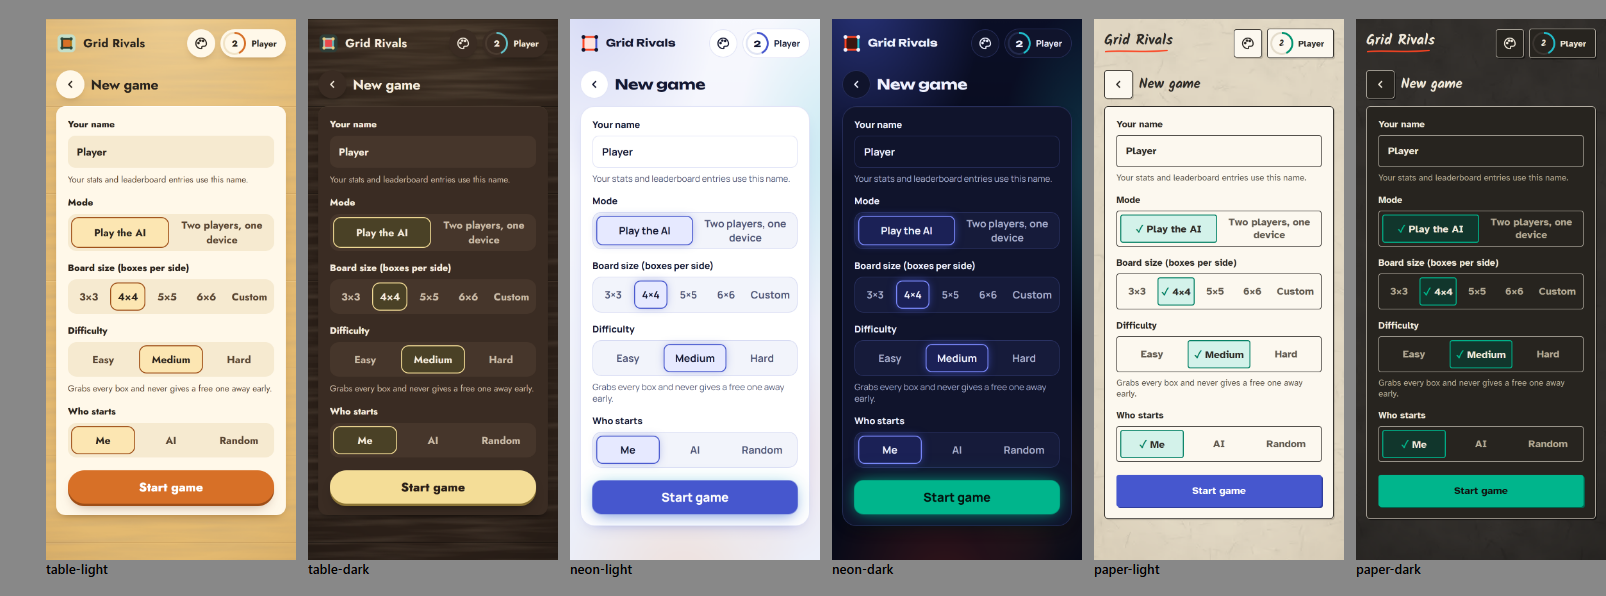 Grid Rivals
2
Player
New game
Your name
Player
Your stats and leaderboard entries use this name.
Mode
Play the AI
Two players, one
device
Board size (boxes per side)
3×3 4×4 5×5 6×6 Custom
Difficulty
Easy Medium Hard
Grabs every box and never gives a free one away early.
Who starts
Me AI Random
Start game
table-light
Grid Rivals
2
Player
New game
Your name
Player
Your stats and leaderboard entries use this name.
Mode
Play the AI
Two players, one
device
Board size (boxes per side)
3×3 4×4 5×5 6×6 Custom
Difficulty
Easy Medium Hard
Grabs every box and never gives a free one away early.
Who starts
Me AI Random
Start game
table-dark
Grid Rivals
2
Player
New game
Your name
Player
Your stats and leaderboard entries use this name.
Mode
Play the AI
Two players, one
device
Board size (boxes per side)
3×3 4×4 5×5 6×6 Custom
Difficulty
Easy Medium Hard
Grabs every box and never gives a free one away
early.
Who starts
Me AI Random
Start game
neon-light
Grid Rivals
2
Player
New game
Your name
Player
Your stats and leaderboard entries use this name.
Mode
Play the AI
Two players, one
device
Board size (boxes per side)
3×3 4×4 5×5 6×6 Custom
Difficulty
Easy Medium Hard
Grabs every box and never gives a free one away
early.
Who starts
Me AI Random
Start game
neon-dark
Grid Rivals
2
Player
New game
Your name
Player
Your stats and leaderboard entries use this name.
Mode
✓ Play the AI
Two players, one
device
Board size (boxes per side)
3×3 ✓ 4×4 5×5 6×6 Custom
Difficulty
Easy ✓ Medium Hard
Grabs every box and never gives a free one away
early.
Who starts
✓ Me AI Random
Start game
paper-light
Grid Rivals
2
Player
New game
Your name
Player
Your stats and leaderboard entries use this name.
Mode
✓ Play the AI
Two players, one
device
Board size (boxes per side)
3×3 ✓ 4×4 5×5 6×6 Custom
Difficulty
Easy ✓ Medium Hard
Grabs every box and never gives a free one away
early.
Who starts
✓ Me AI Random
Start game
paper-dark